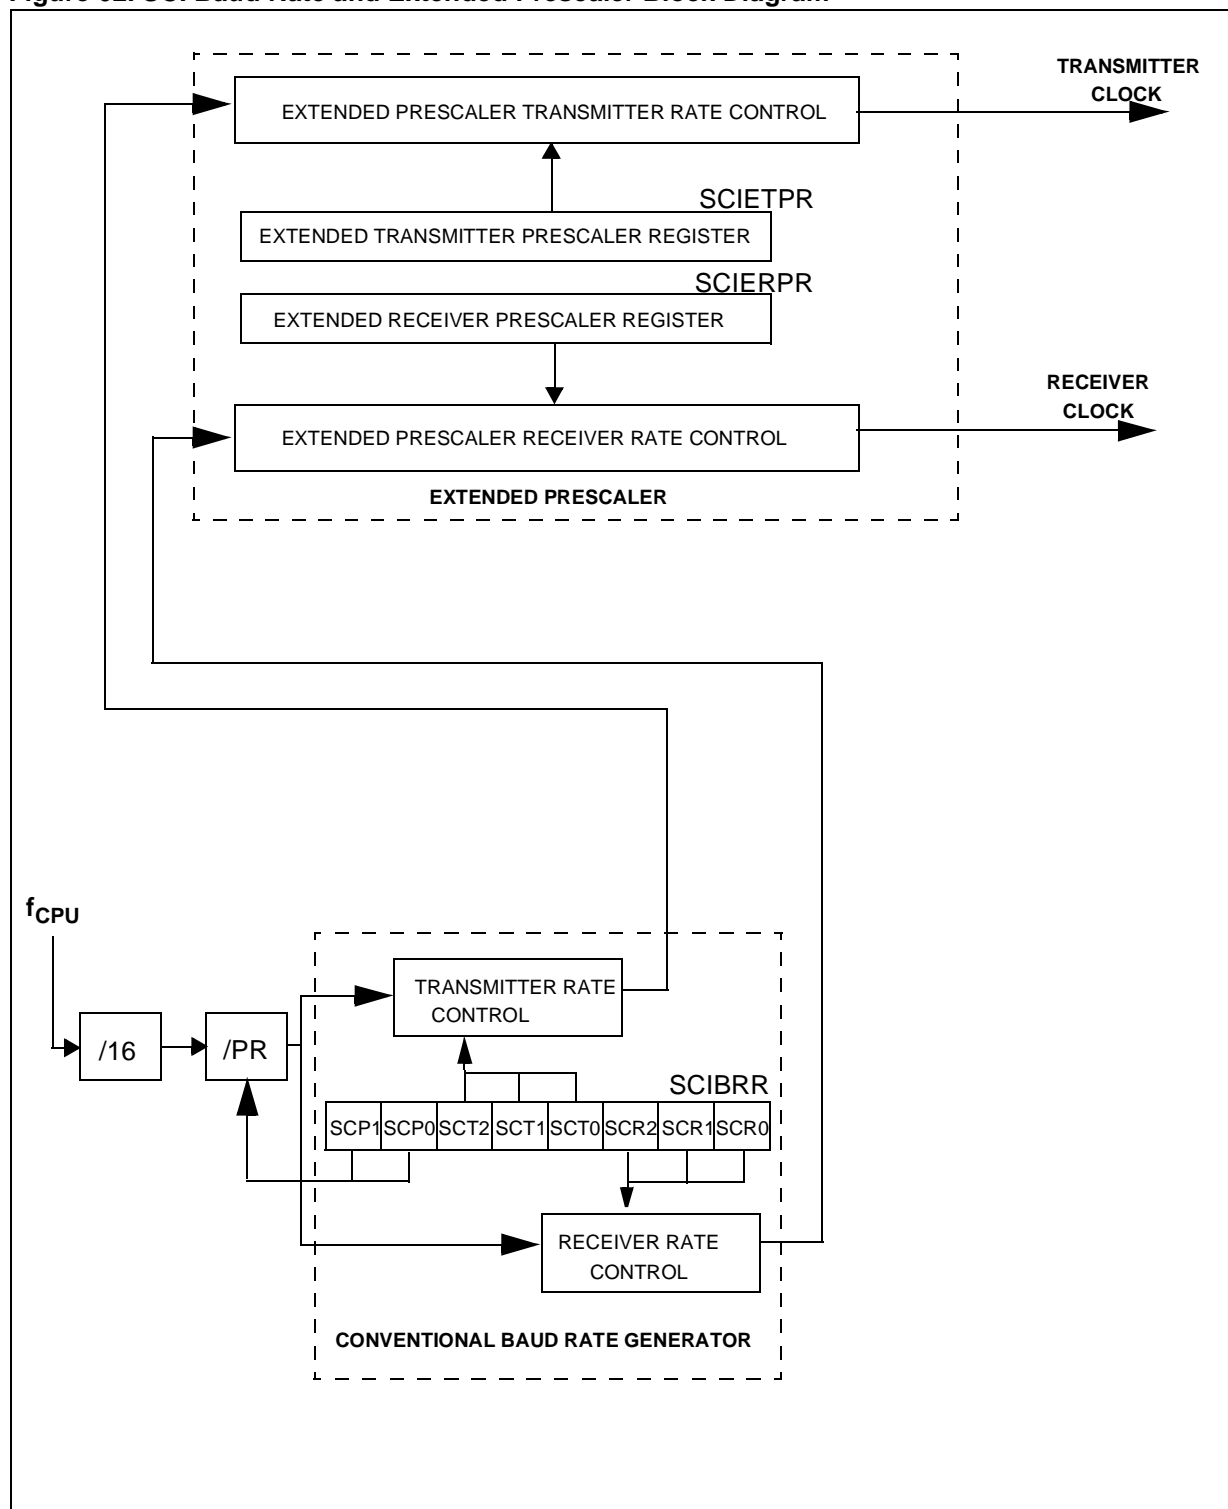 TRANSMITTER
CLOCK
EXTENDED PRESCALER TRANSMITTER RATE CONTROL
SCIETPR
EXTENDED TRANSMITTER PRESCALER REGISTER
SCIERPR
EXTENDED RECEIVER PRESCALER REGISTER
RECEIVER
CLOCK
EXTENDED PRESCALER RECEIVER RATE CONTROL
EXTENDED PRESCALER
fCPU
TRANSMITTER RATE
CONTROL
/16
/PR
SCIBRR
SCP1 SCP0 SCT2 SCT1 SCT0 SCR2 SCR1 SCR0
RECEIVER RATE
CONTROL
CONVENTIONAL BAUD RATE GENERATOR